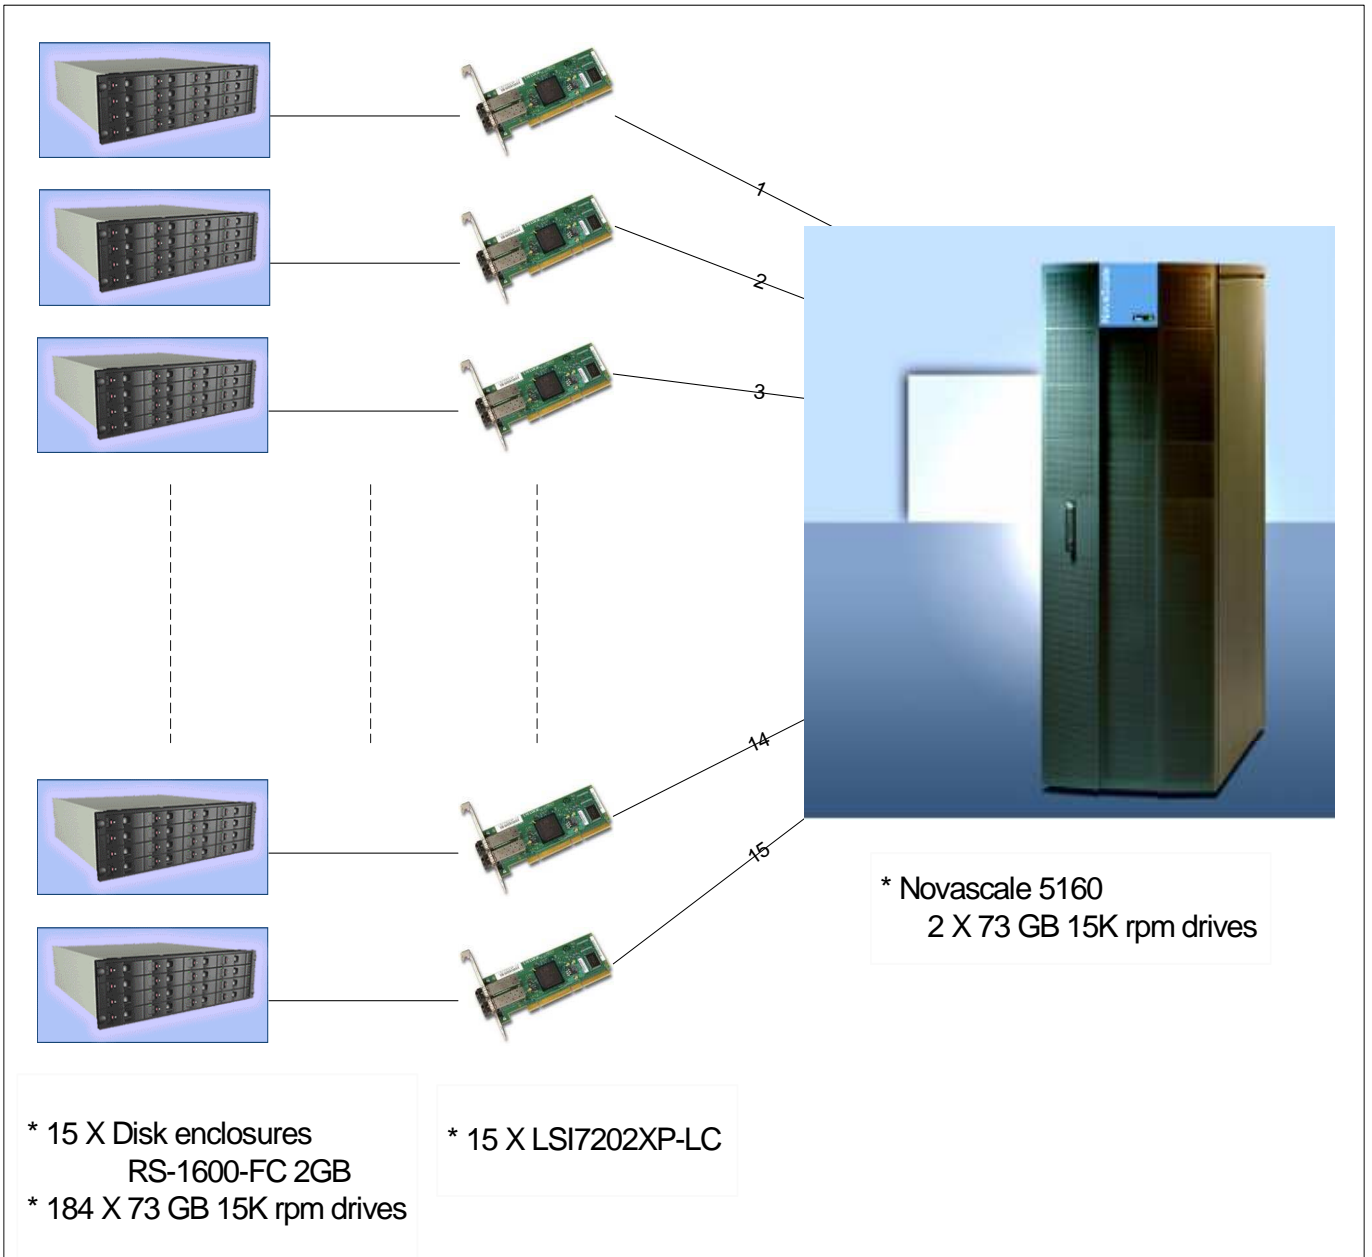 1
2
3
14
15
* Novascale 5160
2 X 73 GB 15K rpm drives
* 15 X Disk enclosures
RS-1600-FC 2GB
* 184 X 73 GB 15K rpm drives
* 15 X LSI7202XP-LC